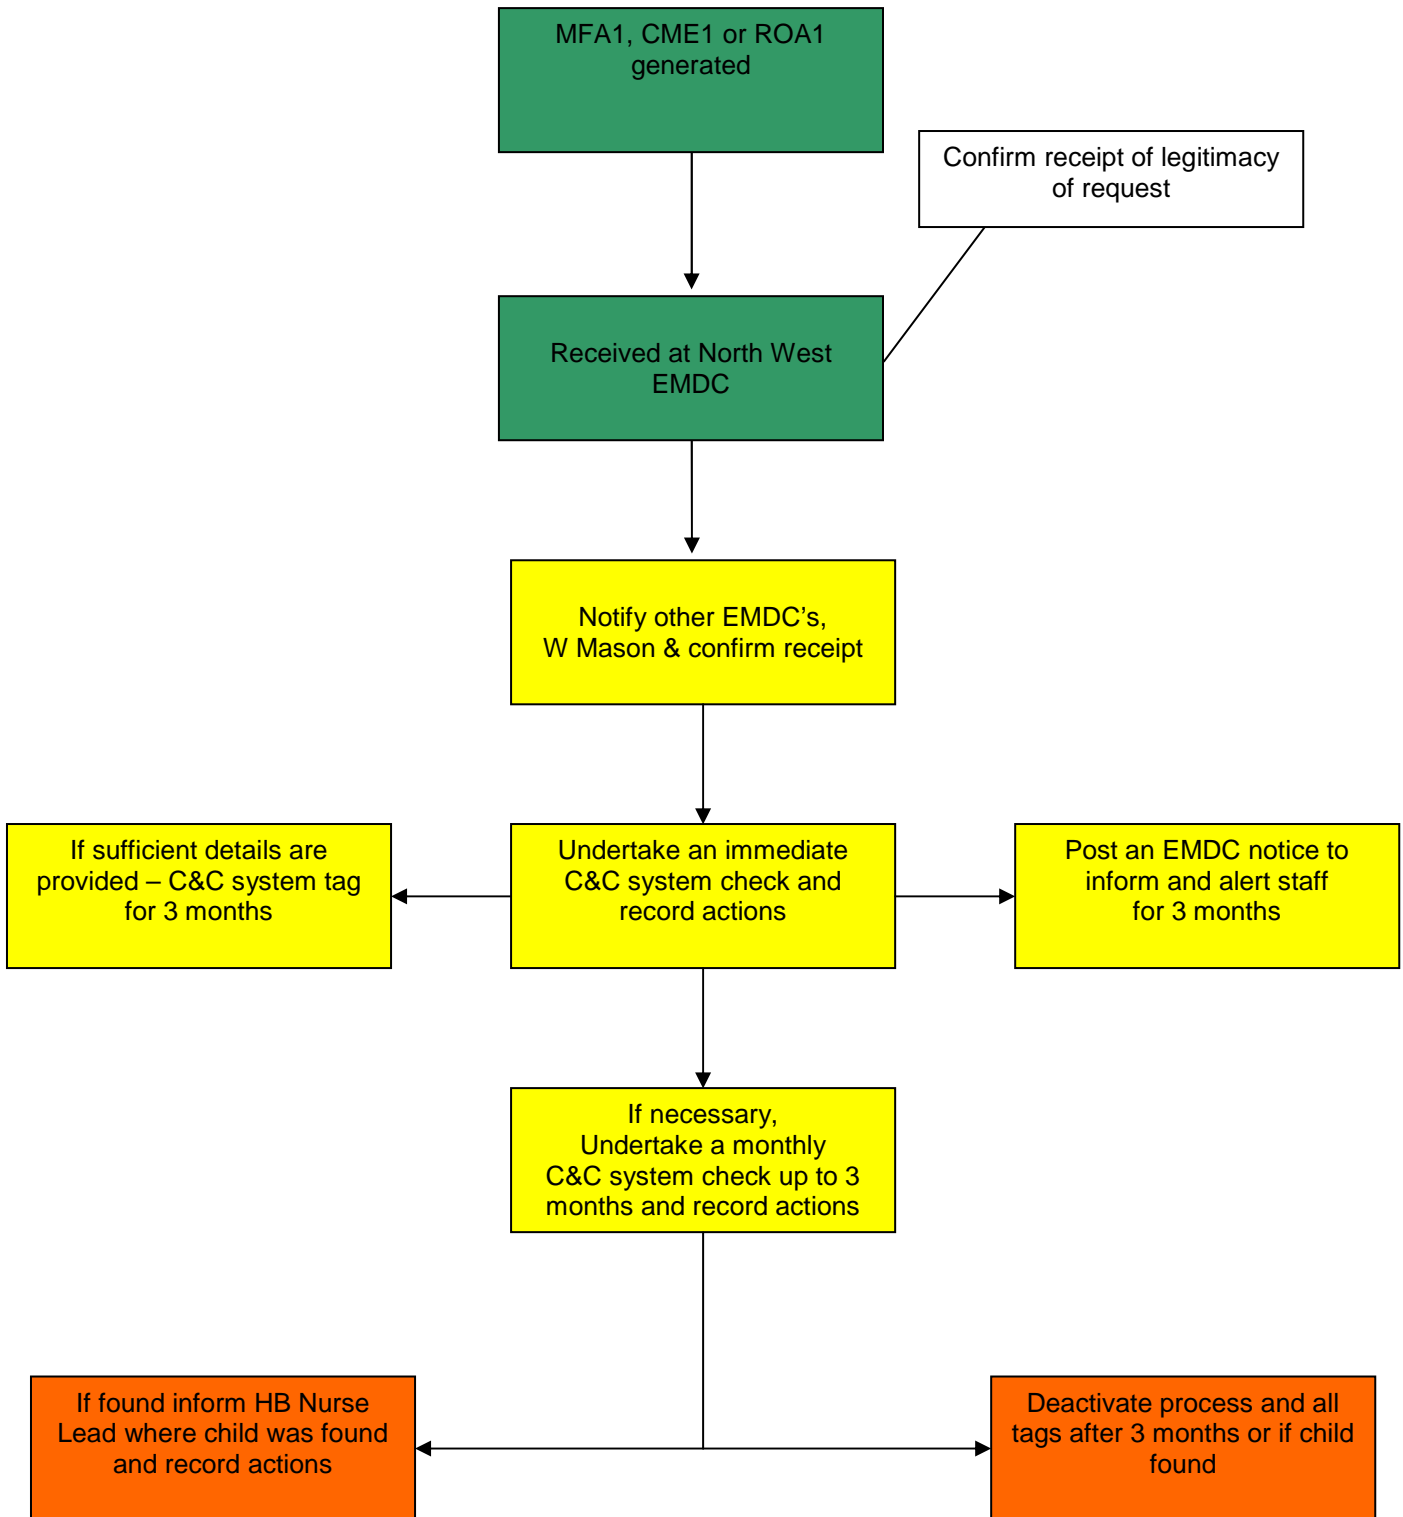 MFA1, CME1 or ROA1
generated
Confirm receipt of legitimacy
of request
Received at North West
EMDC
Notify other EMDC’s,
W Mason & confirm receipt
If sufficient details are
provided – C&C system tag
for 3 months
Undertake an immediate
C&C system check and
record actions
Post an EMDC notice to
inform and alert staff
for 3 months
If necessary,
Undertake a monthly
C&C system check up to 3
months and record actions
If found inform HB Nurse
Lead where child was found
and record actions
Deactivate process and all
tags after 3 months or if child
found